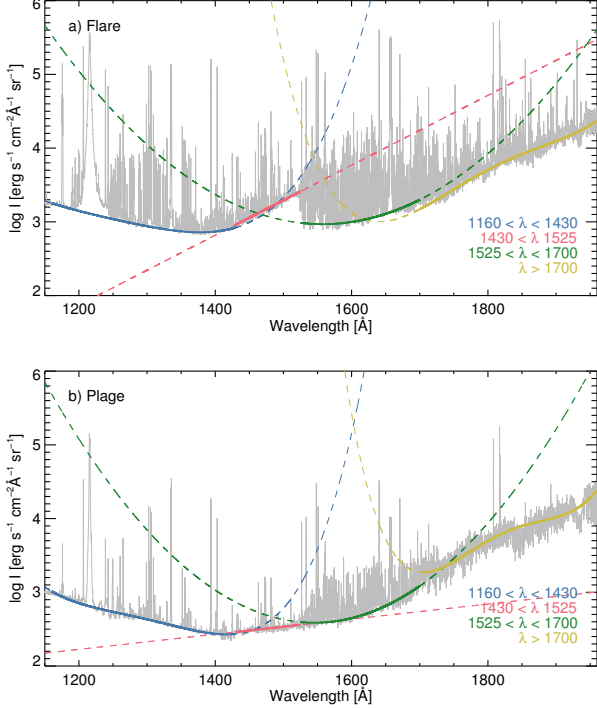 a) Flare
6
5
4
3
2
log I [erg s⁻¹ cm⁻²Å⁻¹ sr⁻¹]
1160 < λ < 1430
1430 < λ 1525
1525 < λ < 1700
λ > 1700
1200 1400 1600 1800
Wavelength [Å]
b) Plage
6
5
4
3
2
log I [erg s⁻¹ cm⁻²Å⁻¹ sr⁻¹]
1160 < λ < 1430
1430 < λ 1525
1525 < λ < 1700
λ > 1700
1200 1400 1600 1800
Wavelength [Å]